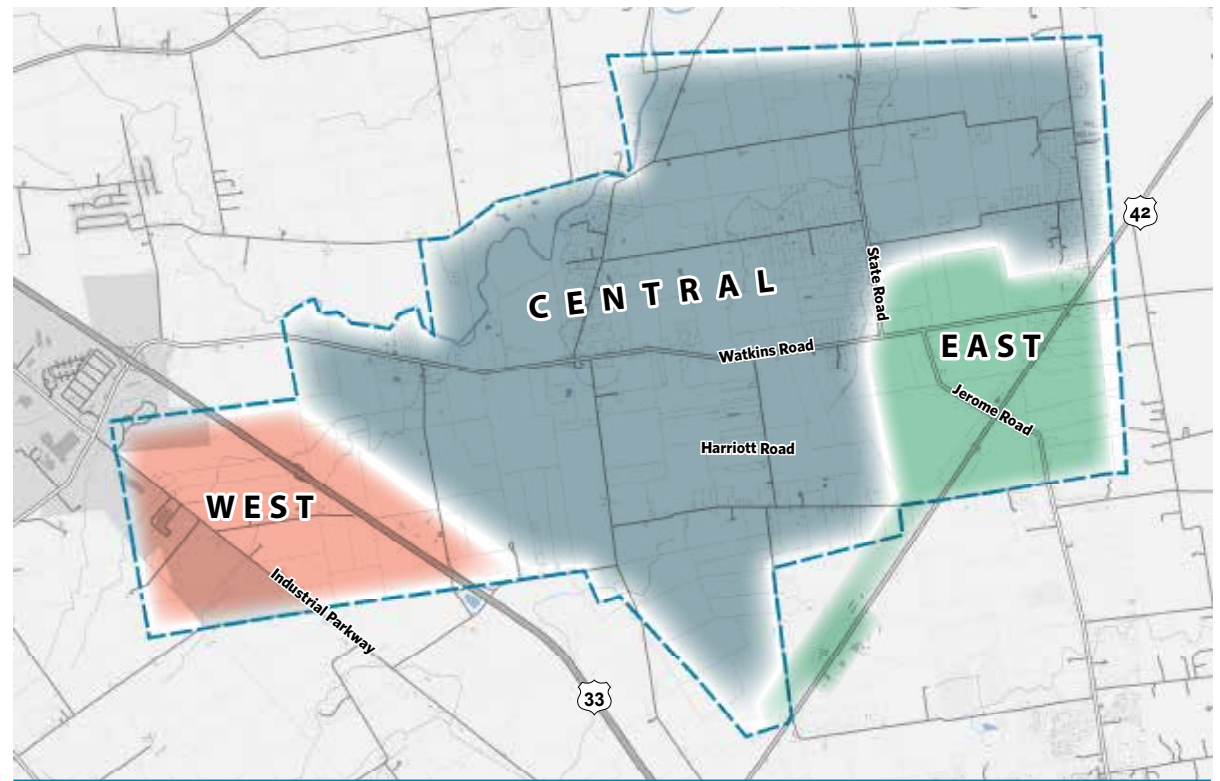 42
State Road
CENTRAL
Watkins Road
EAST
Jerome Road
Harriott Road
WEST
Industrial Parkway
33